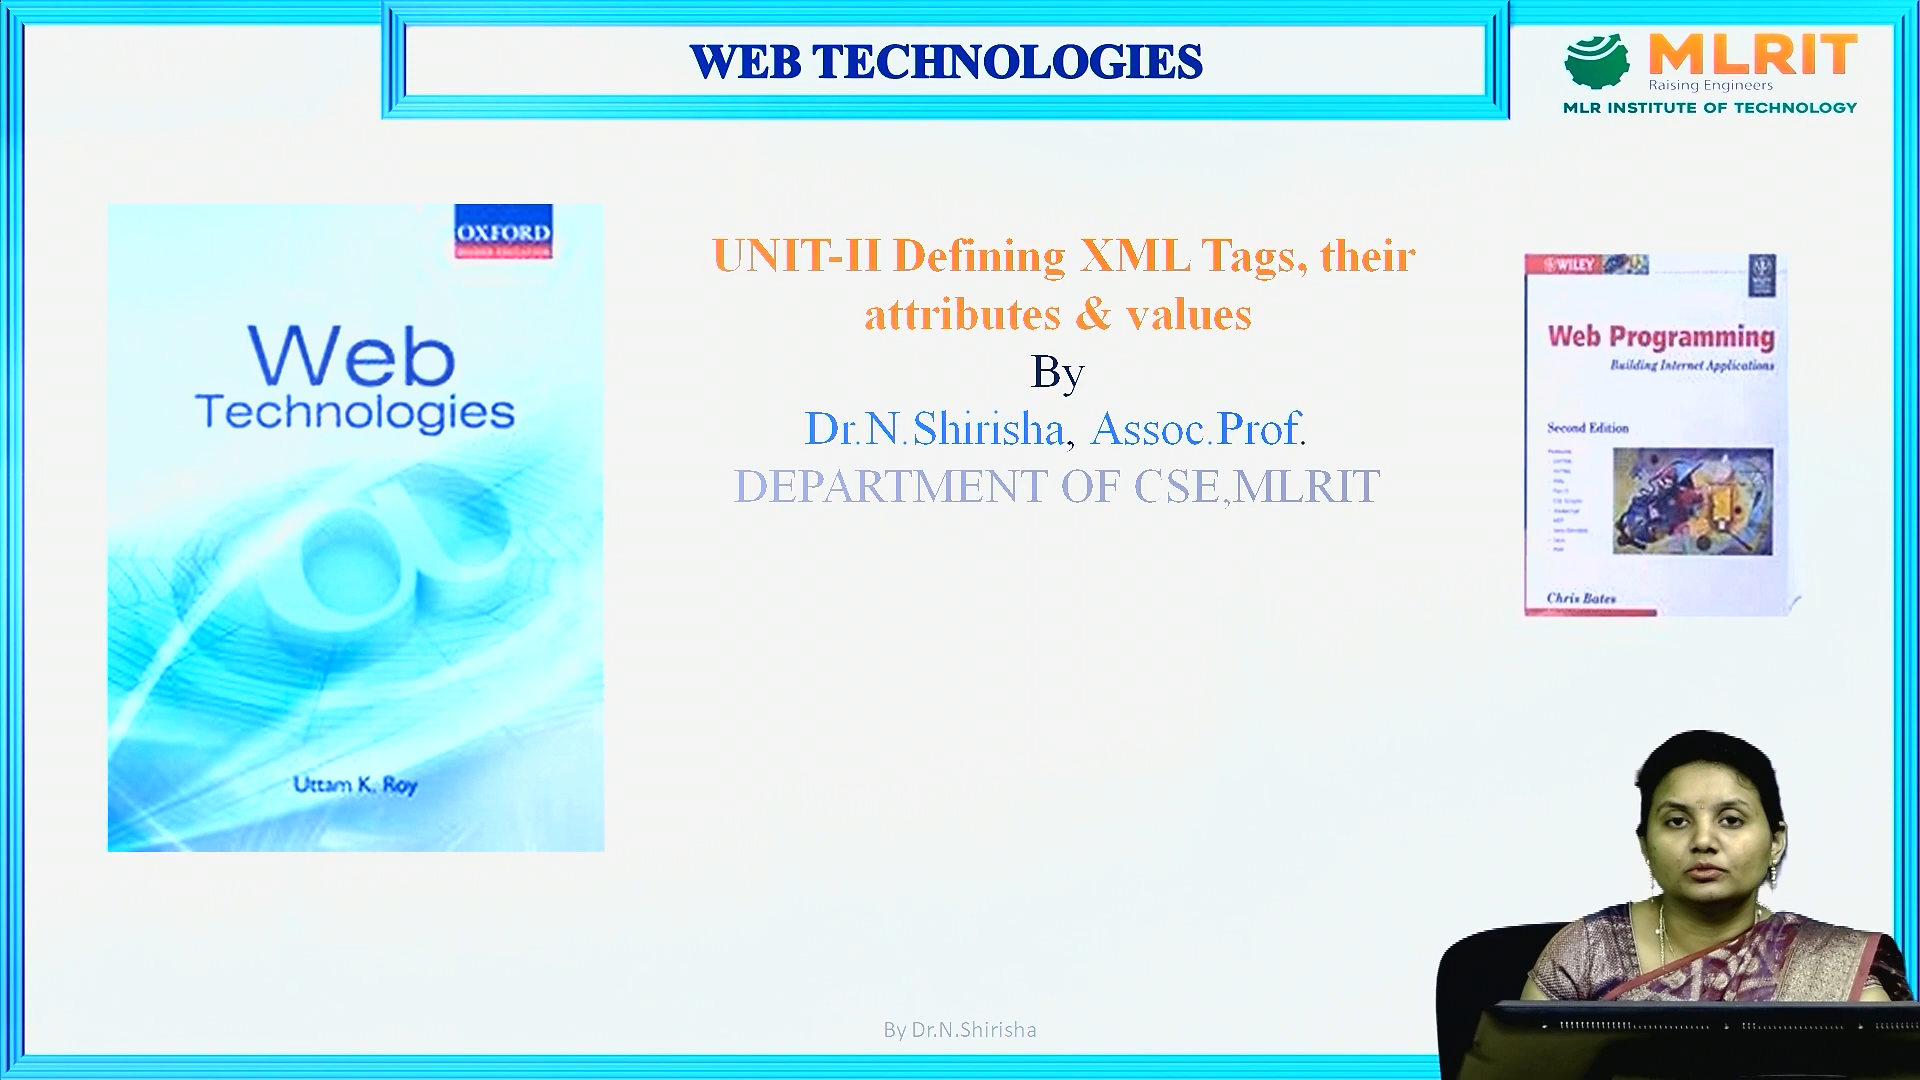 WEB TECHNOLOGIES
MLRIT
Raising Engineers
MLR INSTITUTE OF TECHNOLOGY
OXFORD
Web
Technologies
Uttam K. Roy
UNIT-II Defining XML Tags, their
attributes & values
By
Dr.N.Shirisha, Assoc.Prof.
DEPARTMENT OF CSE,MLRIT
WILEY
Web Programming
Building Internet Applications
Second Edition
Chris Bates
By Dr.N.Shirisha